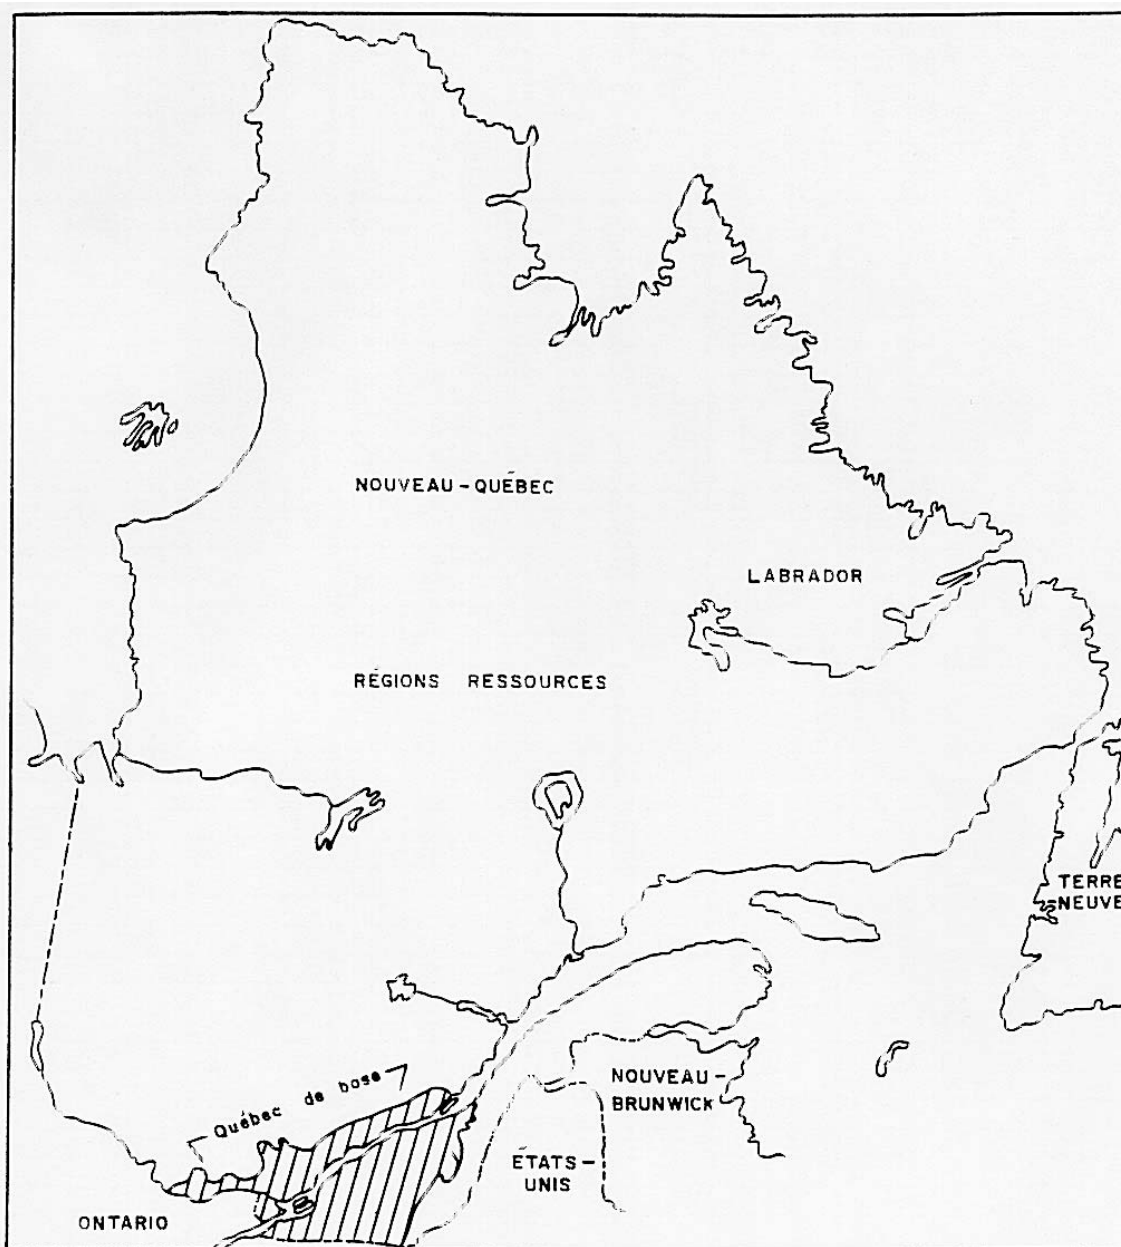 NOUVEAU-QUÉBEC
LABRADOR
RÉGIONS RESSOURCES
TERRE
NEUVE
Québec de base
NOUVEAU-
BRUNWICK
ÉTATS-
UNIS
ONTARIO